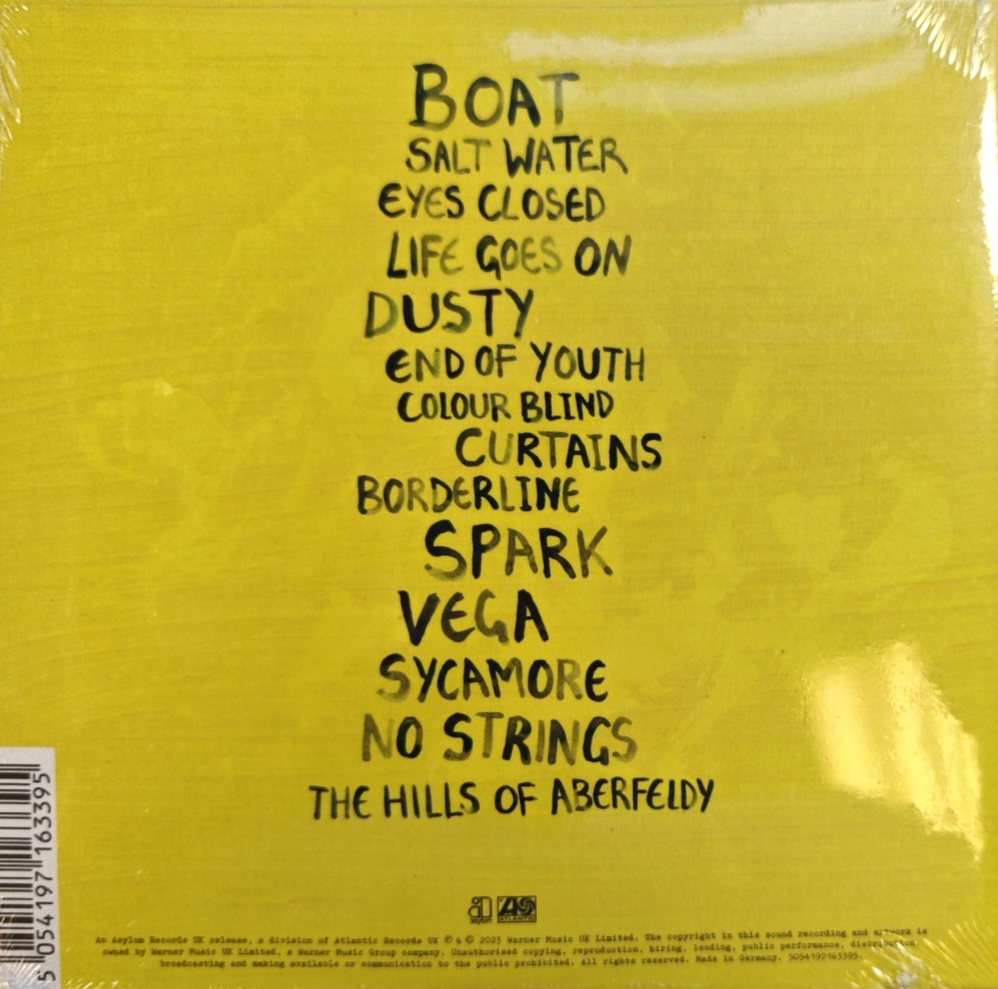 BOAT
SALT WATER
EYES CLOSED
LIFE GOES ON
DUSTY
END OF YOUTH
COLOUR BLIND
CURTAINS
BORDERLINE
SPARK
VEGA
SYCAMORE
NO STRINGS
THE HILLS OF ABERFELDY
5 054197 163395
asylum ATLANTIC
An Asylum Records UK release, a division of Atlantic Records UK ℗ & © 2023 Warner Music UK Limited. The copyright in this sound recording and artwork is
owned by Warner Music UK Limited, a Warner Music Group company. Unauthorised copying, reproduction, hiring, lending, public performance, distribution,
broadcasting and making available or communication to the public prohibited. All rights reserved. Made in Germany. 5054197163395.